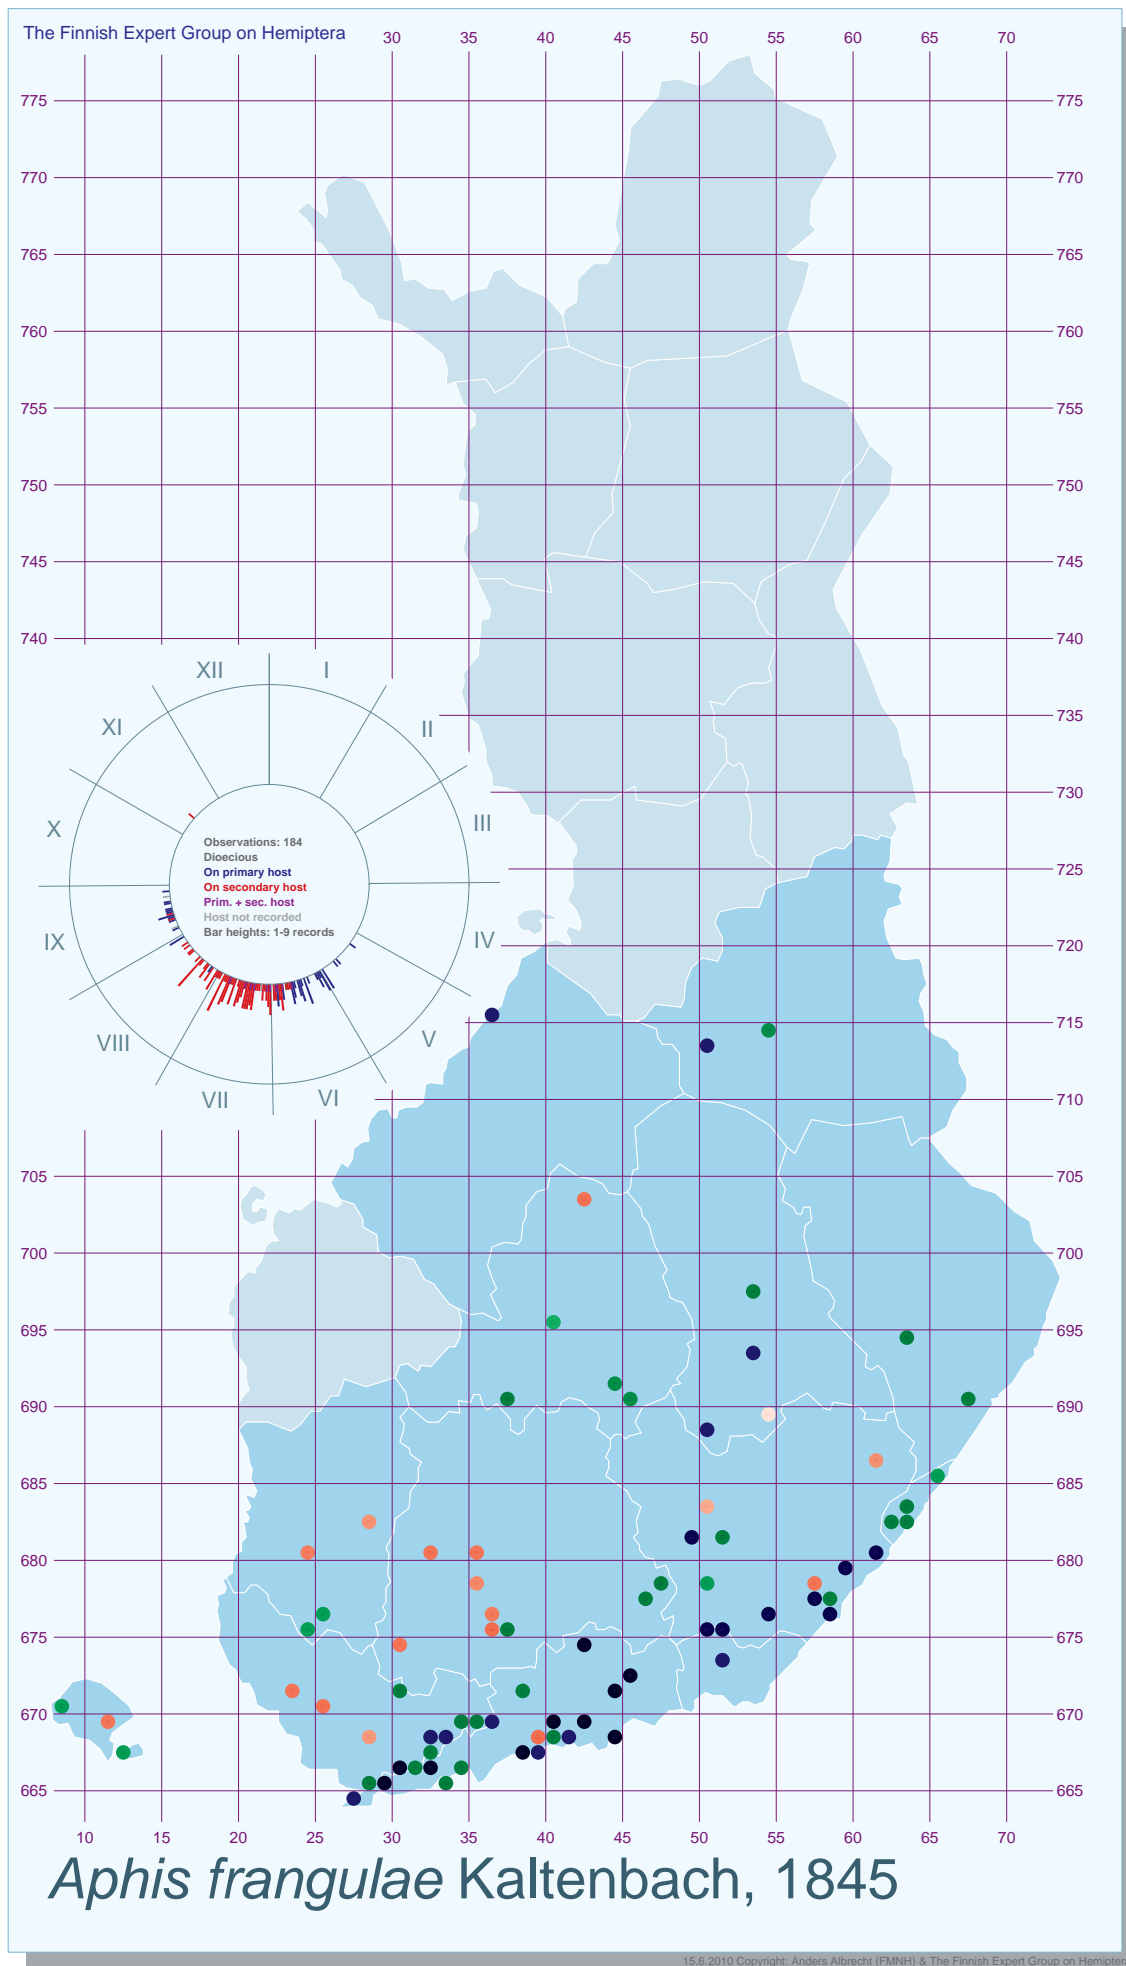 The Finnish Expert Group on Hemiptera
30 35 40 45 50 55 60 65 70
775 775
770 770
765 765
760 760
755 755
750 750
745 745
740 740
XII I
735 735
XI II
730 730
X III
725 725
Observations: 184
Dioecious
On primary host
On secondary host
Prim. + sec. host
Host not recorded
Bar heights: 1-9 records
IX IV
720 720
715 715
VIII V
VII VI
710 710
705 705
700 700
695 695
690 690
685 685
680 680
675 675
670 670
665 665
10 15 20 25 30 35 40 45 50 55 60 65 70
Aphis frangulae Kaltenbach, 1845
15.6.2010 Copyright: Anders Albrecht (FMNH) & The Finnish Expert Group on Hemiptera